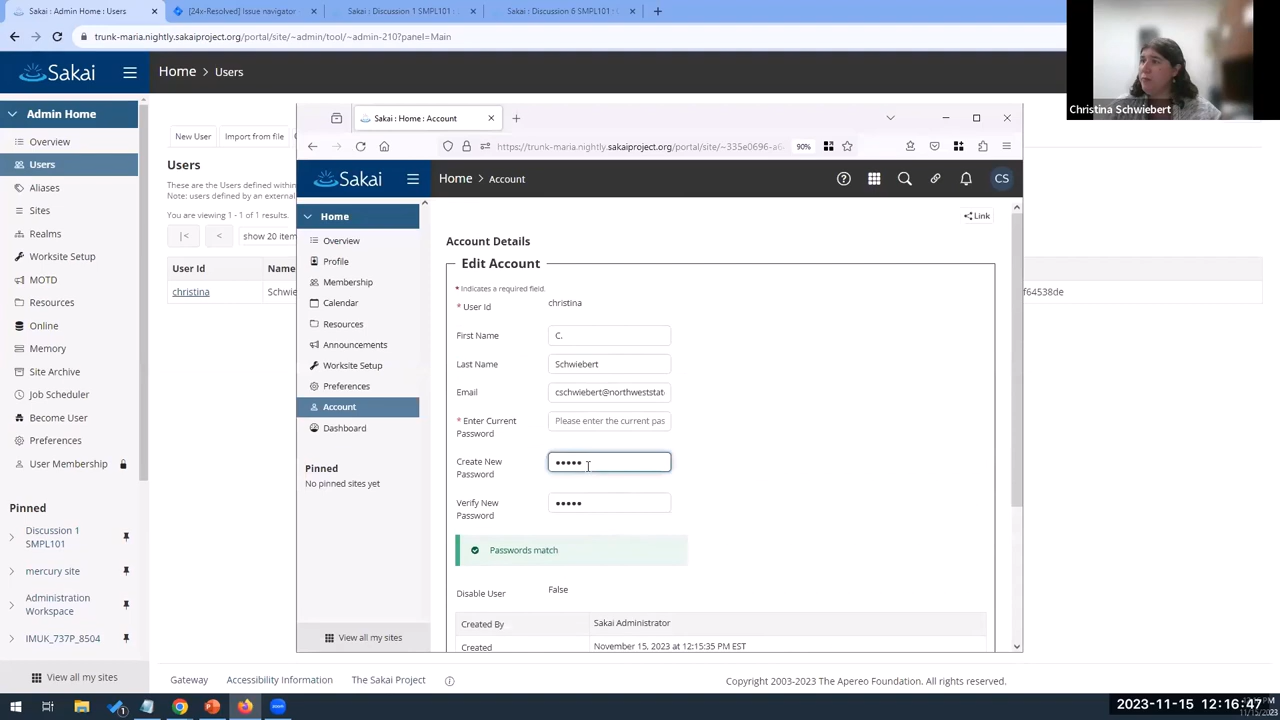 Sakai : Admin Home : Users
[24x-Resolved] Issue navigator
Sakai : Discussion 1 SMPL101 :
Sakai : Discussion 6 SMPL101 :
trunk-maria.nightly.sakaiproject.org/portal/site/~admin/tool/~admin-210?panel=Main
Christina Schwiebert
Sakai
Home > Users
Admin Home
Overview
Users
Aliases
Sites
Realms
Worksite Setup
MOTD
Resources
Online
Memory
Site Archive
Job Scheduler
Become User
Preferences
User Membership
Pinned
Discussion 1
SMPL101
mercury site
Administration
Workspace
IMUK_737P_8504
View all my sites
New User
Import from file
Users
These are the Users defined within
Note: users defined by an external
You are viewing 1 - 1 of 1 results.
|<
<
show 20 item
User Id
Name
christina
Schwie
f64538de
Sakai : Home : Account
https://trunk-maria.nightly.sakaiproject.org/portal/site/~335e0696-a6
90%
Sakai
Home > Account
CS
Link
Home
Overview
Profile
Membership
Calendar
Resources
Announcements
Worksite Setup
Preferences
Account
Dashboard
Pinned
No pinned sites yet
View all my sites
Account Details
Edit Account
* Indicates a required field.
* User Id
christina
First Name
C.
Last Name
Schwiebert
Email
cschwiebert@northweststat
* Enter Current
Password
Please enter the current pas
Create New
Password
•••••
Verify New
Password
•••••
Passwords match
Disable User
False
Created By
Sakai Administrator
Created
November 15, 2023 at 12:15:35 PM EST
Gateway
Accessibility Information
The Sakai Project
Copyright 2003-2023 The Apereo Foundation. All rights reserved.
2023-11-15 12:16:47